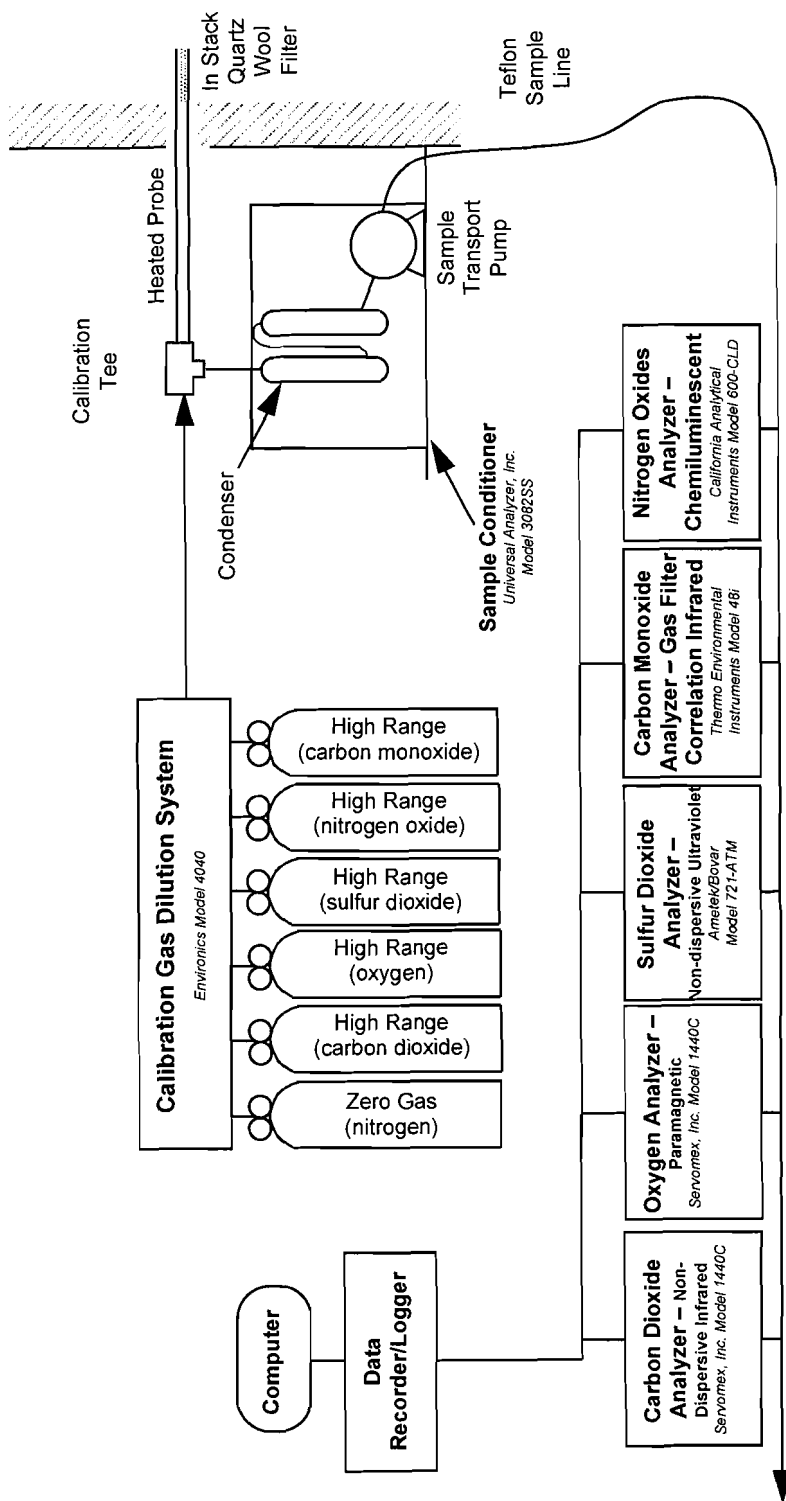 Calibration
Tee
Heated Probe
In Stack
Quartz
Wool
Filter
Calibration Gas Dilution System
Environics Model 4040
Condenser
Sample
Transport
Pump
Teflon
Sample
Line
Sample Conditioner
Universal Analyzer, Inc.
Model 3082SS
Zero Gas
(nitrogen)
High Range
(carbon dioxide)
High Range
(oxygen)
High Range
(sulfur dioxide)
High Range
(nitrogen oxide)
High Range
(carbon monoxide)
Computer
Data
Recorder/Logger
Carbon Dioxide
Analyzer – Non-
Dispersive Infrared
Servomex, Inc. Model 1440C
Oxygen Analyzer –
Paramagnetic
Servomex, Inc. Model 1440C
Sulfur Dioxide
Analyzer –
Non-dispersive Ultraviolet
Ametek/Bovar
Model 721-ATM
Carbon Monoxide
Analyzer – Gas Filter
Correlation Infrared
Thermo Environmental
Instruments Model 48i
Nitrogen Oxides
Analyzer –
Chemiluminescent
California Analytical
Instruments Model 600-CLD